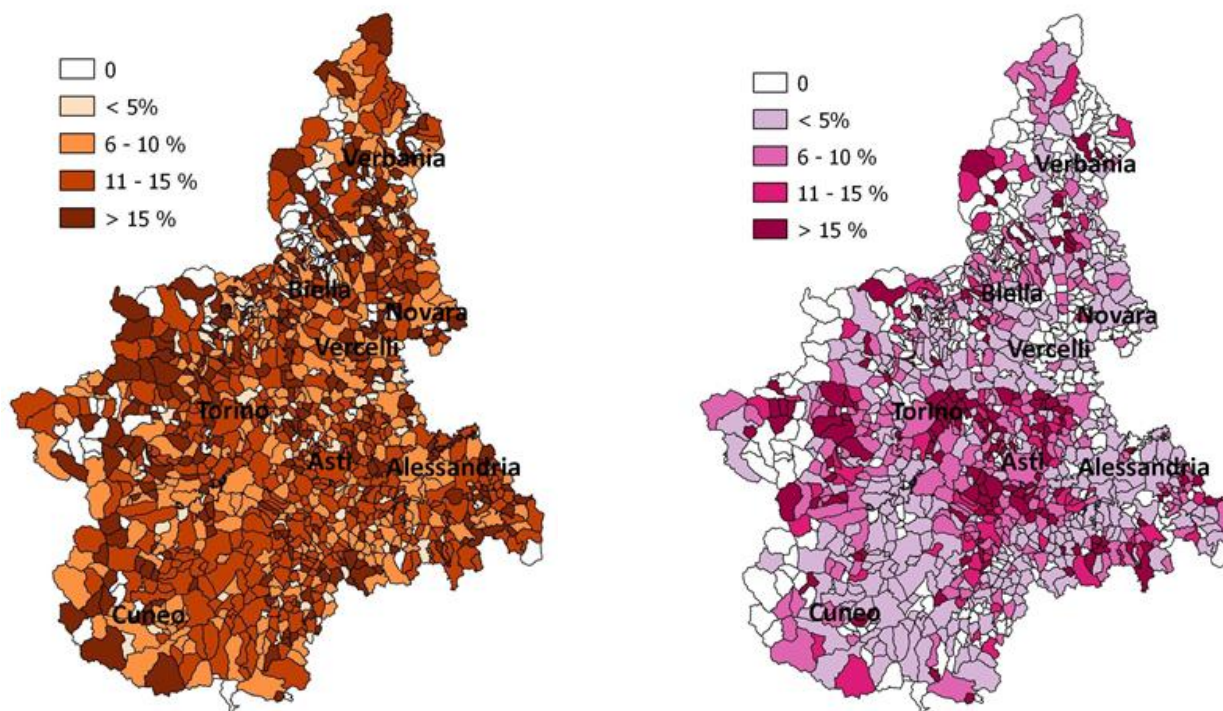 0
< 5%
6 - 10 %
11 - 15 %
> 15 %
Verbania
Biella
Novara
Vercelli
Torino
Asti
Alessandria
Cuneo
0
< 5%
6 - 10 %
11 - 15 %
> 15 %
Verbania
Biella
Novara
Vercelli
Torino
Asti
Alessandria
Cuneo